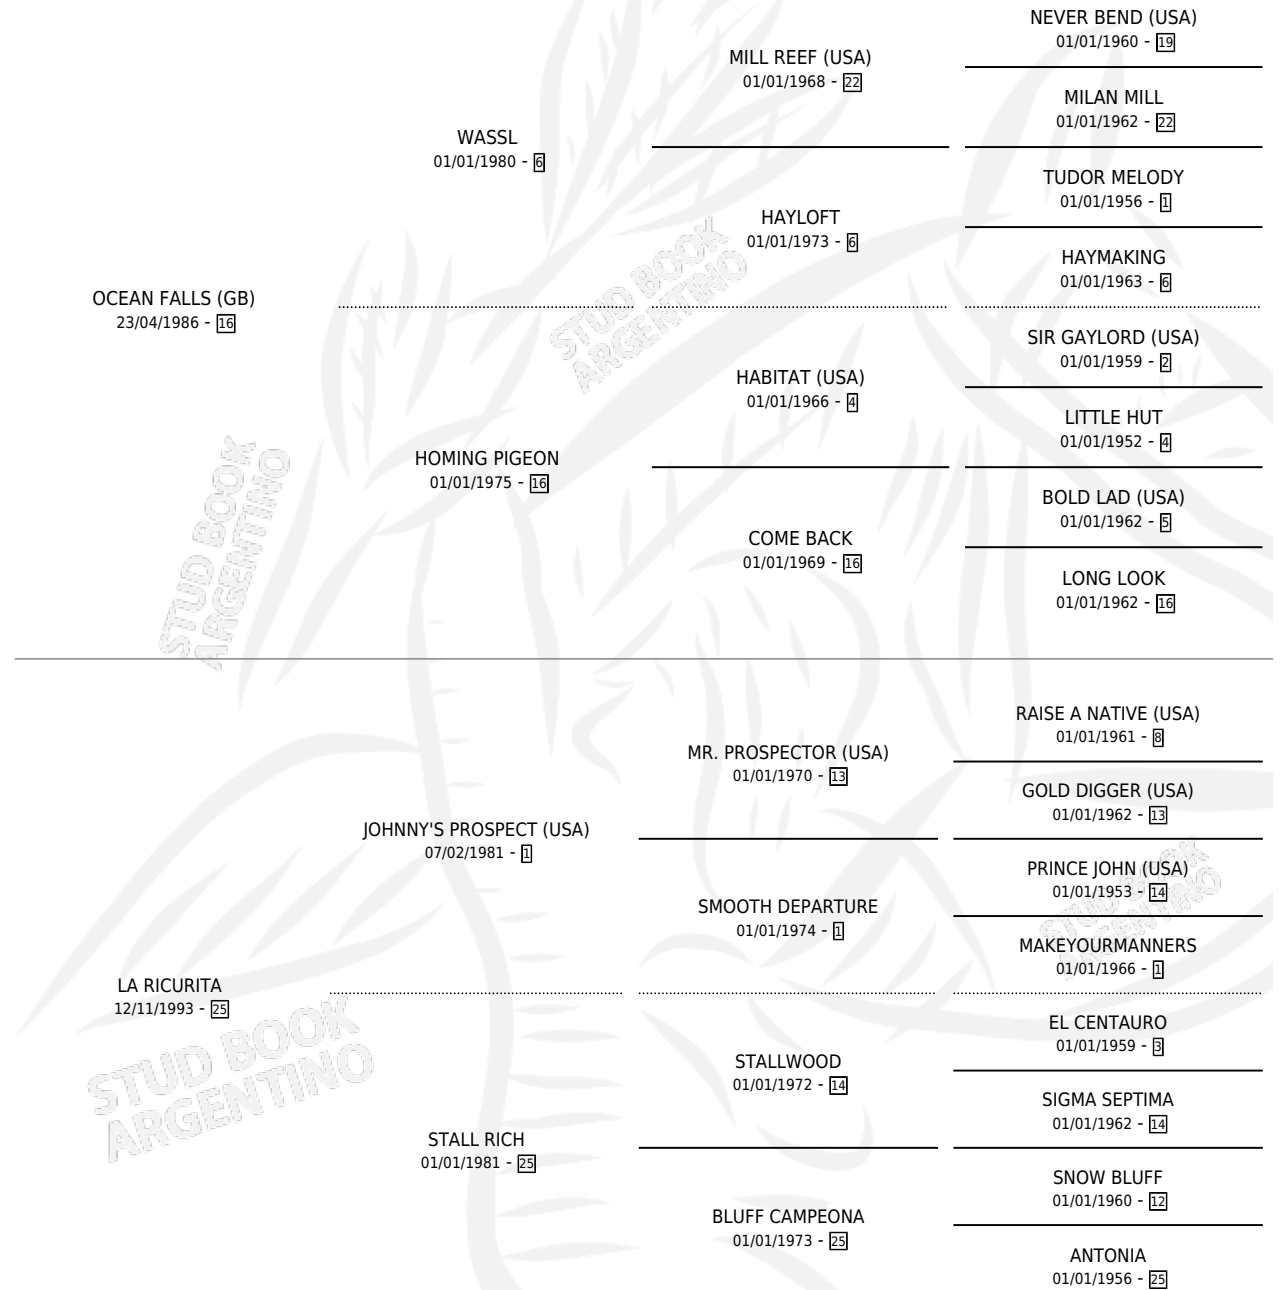 NEVER BEND (USA)
01/01/1960 - 19
MILL REEF (USA)
01/01/1968 - 22
MILAN MILL
01/01/1962 - 22
WASSL
01/01/1980 - 6
TUDOR MELODY
01/01/1956 - 1
HAYLOFT
01/01/1973 - 6
HAYMAKING
01/01/1963 - 6
OCEAN FALLS (GB)
23/04/1986 - 16
STUD BOOK
ARGENTINO
SIR GAYLORD (USA)
01/01/1959 - 2
HABITAT (USA)
01/01/1966 - 4
LITTLE HUT
01/01/1952 - 4
HOMING PIGEON
01/01/1975 - 16
BOLD LAD (USA)
01/01/1962 - 5
COME BACK
01/01/1969 - 16
LONG LOOK
01/01/1962 - 16
STUD BOOK
ARGENTINO
RAISE A NATIVE (USA)
01/01/1961 - 8
MR. PROSPECTOR (USA)
01/01/1970 - 13
GOLD DIGGER (USA)
01/01/1962 - 13
JOHNNY'S PROSPECT (USA)
07/02/1981 - 1
PRINCE JOHN (USA)
01/01/1953 - 14
SMOOTH DEPARTURE
01/01/1974 - 1
STUD BOOK
ARGENTINO
MAKEYOURMANNERS
01/01/1966 - 1
LA RICURITA
12/11/1993 - 25
STUD BOOK
ARGENTINO
EL CENTAURO
01/01/1959 - 3
STALLWOOD
01/01/1972 - 14
SIGMA SEPTIMA
01/01/1962 - 14
STALL RICH
01/01/1981 - 25
SNOW BLUFF
01/01/1960 - 12
BLUFF CAMPEONA
01/01/1973 - 25
ANTONIA
01/01/1956 - 25